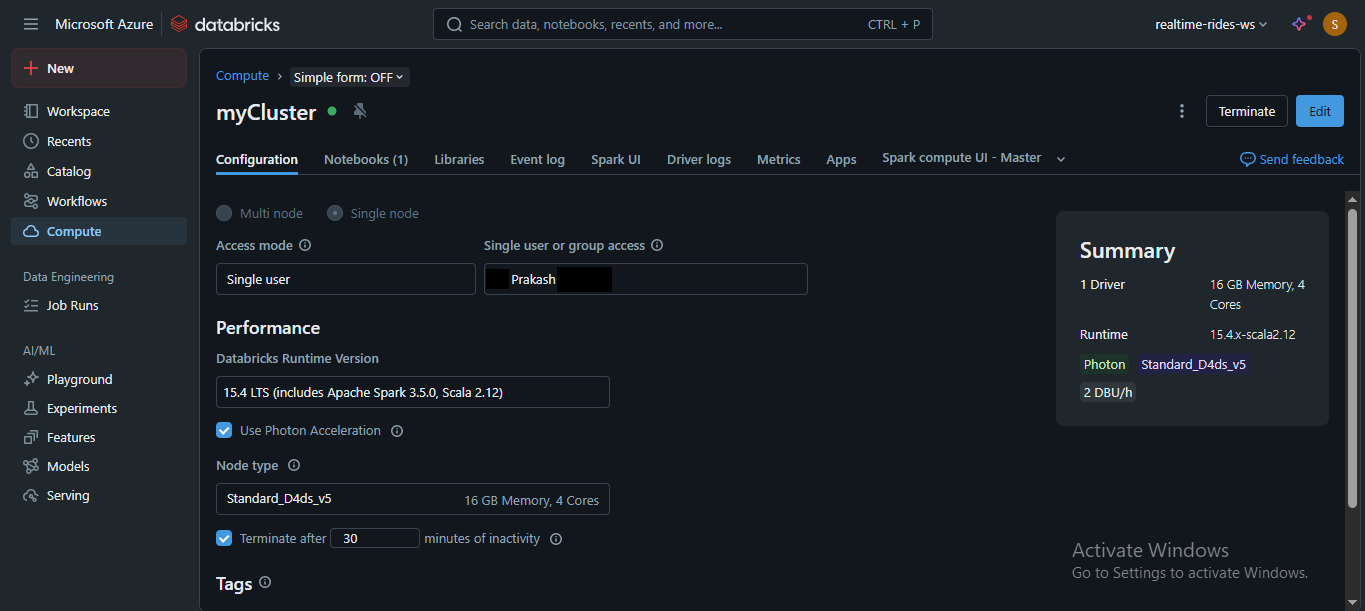 Microsoft Azure databricks Search data, notebooks, recents, and more... CTRL + P realtime-rides-ws S
New
Workspace
Recents
Catalog
Workflows
Compute
Data Engineering
Job Runs
AI/ML
Playground
Experiments
Features
Models
Serving
Compute › Simple form: OFF
myCluster
Terminate Edit
Configuration Notebooks (1) Libraries Event log Spark UI Driver logs Metrics Apps Spark compute UI - Master Send feedback
Multi node Single node
Access mode Single user or group access
Single user Prakash
Performance
Databricks Runtime Version
15.4 LTS (includes Apache Spark 3.5.0, Scala 2.12)
Use Photon Acceleration
Node type
Standard_D4ds_v5 16 GB Memory, 4 Cores
Terminate after 30 minutes of inactivity
Tags
Summary
1 Driver 16 GB Memory, 4
Cores
Runtime 15.4.x-scala2.12
Photon Standard_D4ds_v5
2 DBU/h
Activate Windows
Go to Settings to activate Windows.